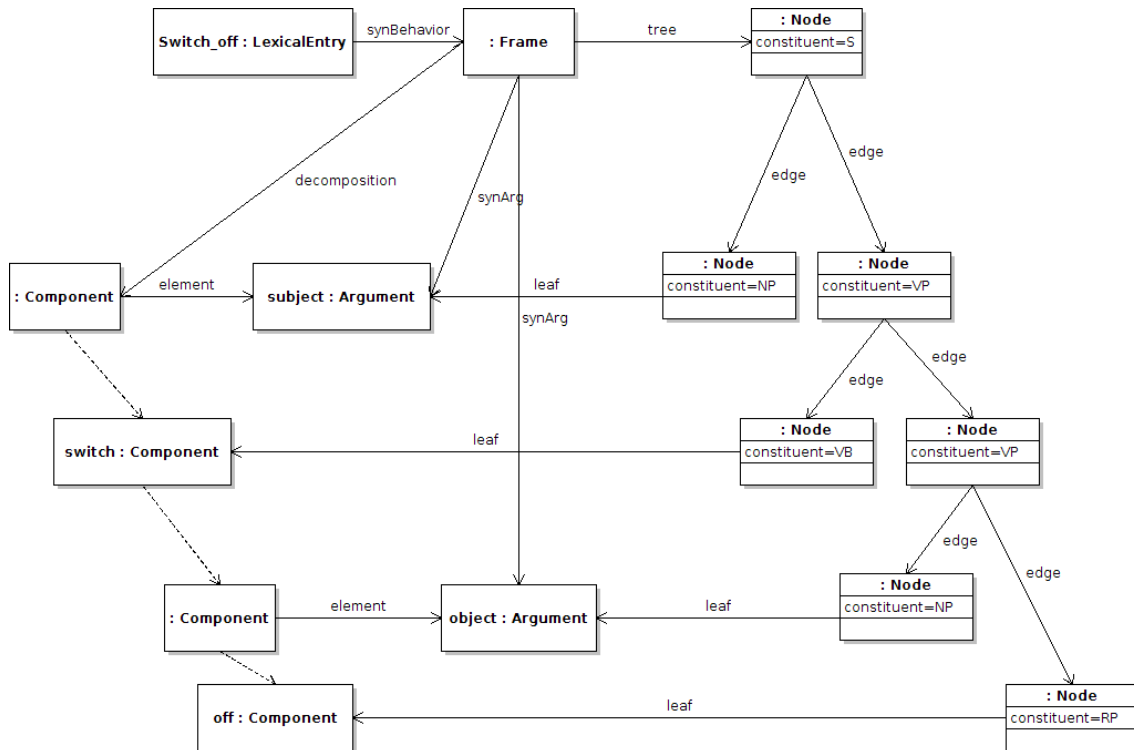 Switch_off : LexicalEntry
synBehavior
: Frame
tree
: Node
constituent=S
edge
edge
decomposition
synArg
: Component
element
subject : Argument
leaf
: Node
constituent=NP
: Node
constituent=VP
synArg
edge
edge
switch : Component
leaf
: Node
constituent=VB
: Node
constituent=VP
edge
edge
: Component
element
object : Argument
leaf
: Node
constituent=NP
off : Component
leaf
: Node
constituent=RP